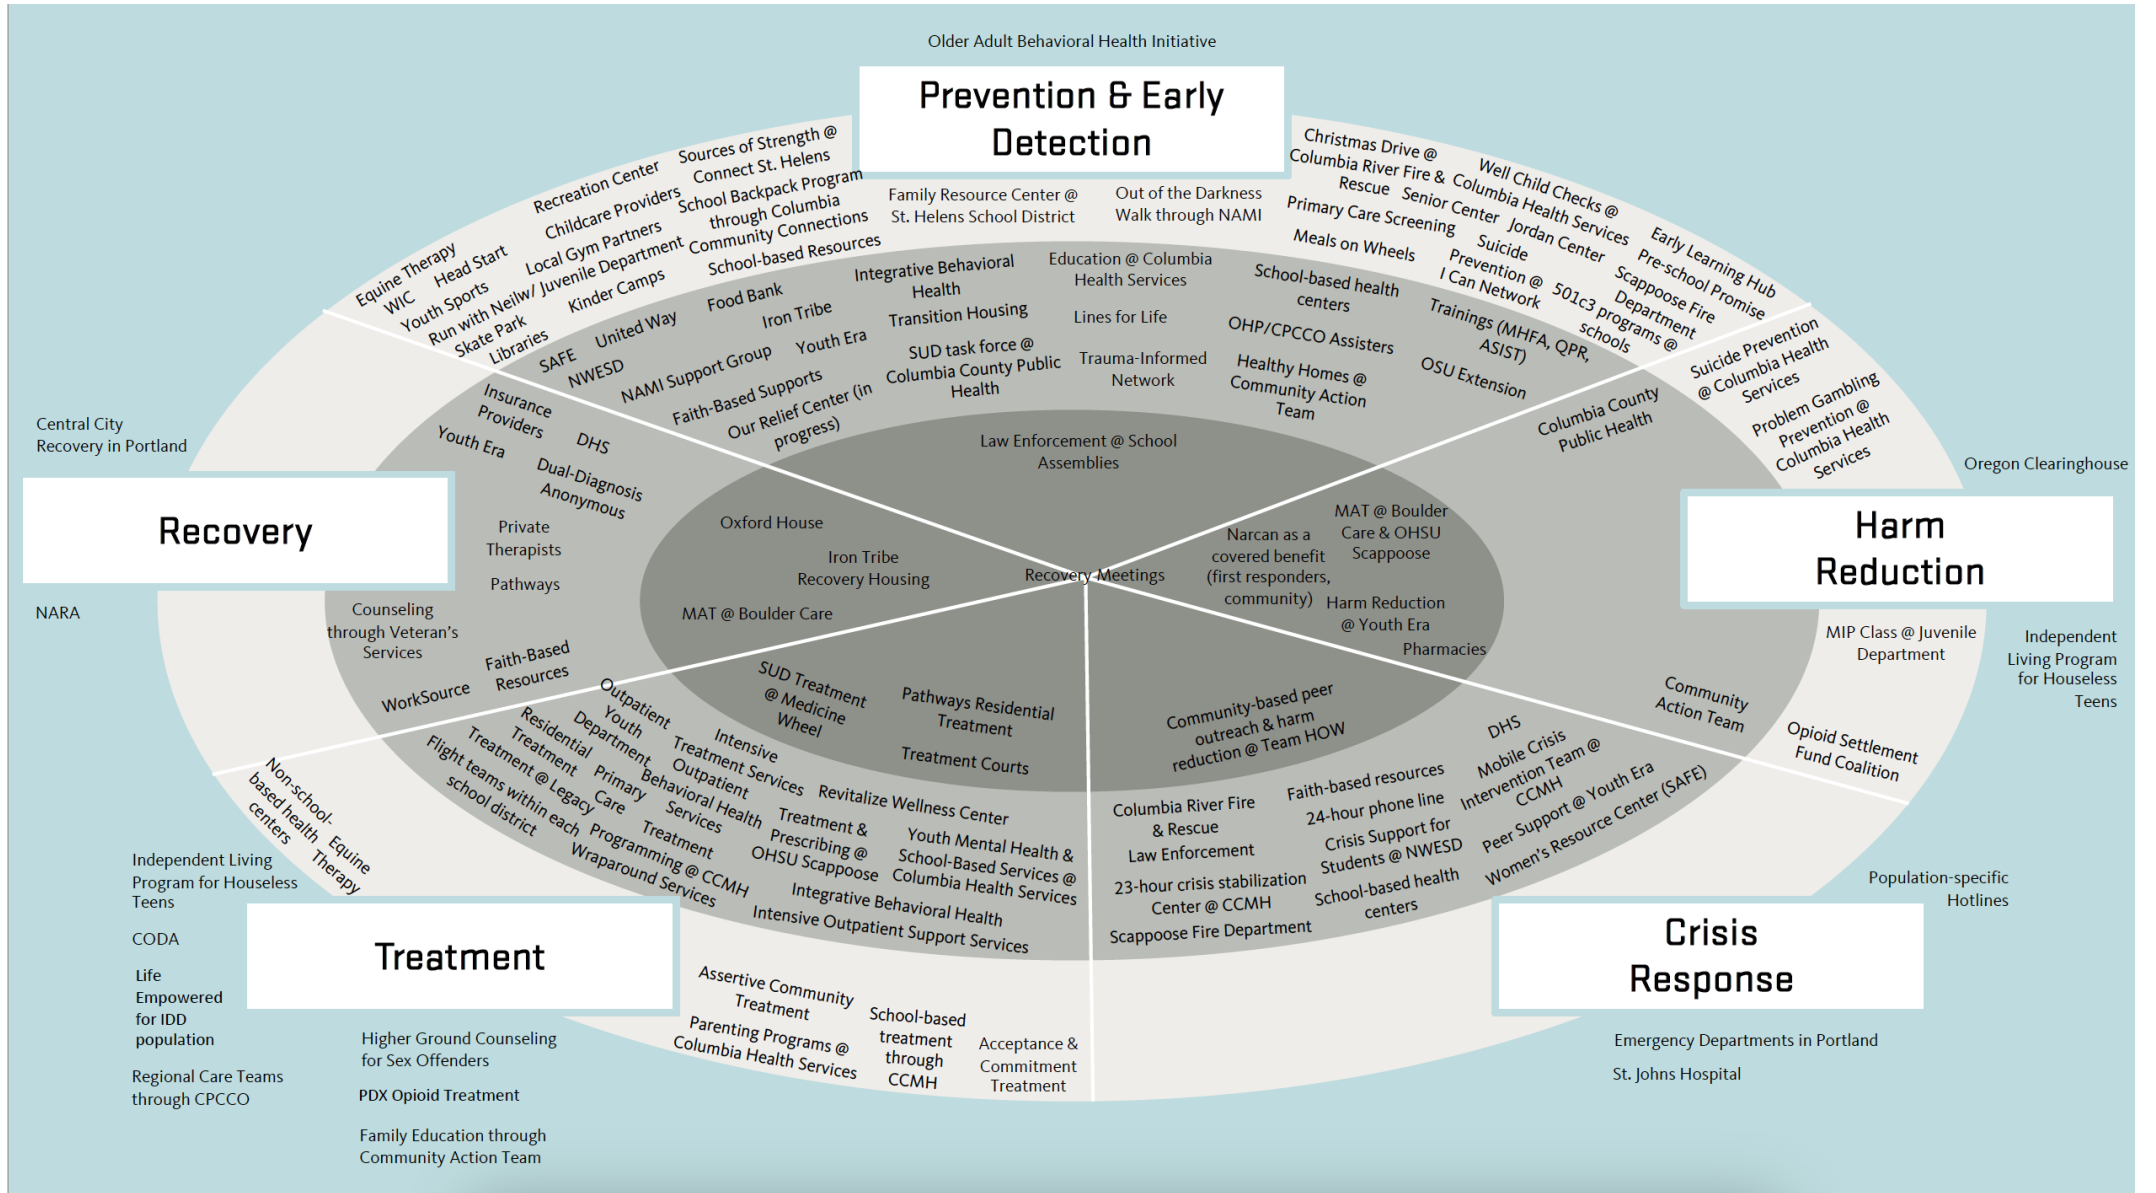 Older Adult Behavioral Health Initiative
Prevention & Early
Detection
Sources of Strength @
Connect St. Helens
Recreation Center
School Backpack Program
through Columbia
Community Connections
Childcare Providers
Local Gym Partners
Run with Neilw/ Juvenile Department
School-based Resources
Equine Therapy
Head Start
WIC
Youth Sports
Kinder Camps
Skate Park
Libraries
Family Resource Center @
St. Helens School District
Out of the Darkness
Walk through NAMI
Christmas Drive @
Columbia River Fire &
Rescue
Well Child Checks @
Columbia Health Services
Senior Center
Primary Care Screening
Jordan Center
Early Learning Hub
Pre-school Promise
Meals on Wheels
Suicide
Prevention @
I Can Network
Scappoose Fire
Department
501c3 programs @
schools
SAFE
United Way
Food Bank
NWESD
Iron Tribe
NAMI Support Group
Youth Era
Faith-Based Supports
Our Relief Center (in
progress)
Integrative Behavioral
Health
Transition Housing
SUD task force @
Columbia County Public
Health
Education @ Columbia
Health Services
Lines for Life
Trauma-Informed
Network
School-based health
centers
OHP/CPCCO Assisters
Healthy Homes @
Community Action
Team
Trainings (MHFA, QPR,
ASIST)
OSU Extension
Law Enforcement @ School
Assemblies
Recovery Meetings
Harm
Reduction
Suicide Prevention
@ Columbia Health
Services
Problem Gambling
Prevention @
Columbia Health
Services
Oregon Clearinghouse
Columbia County
Public Health
MAT @ Boulder
Care & OHSU
Scappoose
Narcan as a
covered benefit
(first responders,
community)
Harm Reduction
@ Youth Era
Pharmacies
MIP Class @ Juvenile
Department
Independent
Living Program
for Houseless
Teens
Community
Action Team
Opioid Settlement
Fund Coalition
Crisis
Response
Community-based peer
outreach & harm
reduction @ Team HOW
DHS
Mobile Crisis
Intervention Team @
CCMH
Faith-based resources
24-hour phone line
Crisis Support for
Students @ NWESD
Peer Support @ Youth Era
Women's Resource Center (SAFE)
School-based health
centers
Columbia River Fire
& Rescue
Law Enforcement
23-hour crisis stabilization
Center @ CCMH
Scappoose Fire Department
Population-specific
Hotlines
Emergency Departments in Portland
St. Johns Hospital
Recovery
Central City
Recovery in Portland
NARA
Insurance
Providers
DHS
Youth Era
Dual-Diagnosis
Anonymous
Private
Therapists
Pathways
Counseling
through Veteran's
Services
Faith-Based
Resources
WorkSource
Oxford House
Iron Tribe
Recovery Housing
MAT @ Boulder Care
Treatment
SUD Treatment
@ Medicine
Wheel
Pathways Residential
Treatment
Treatment Courts
Outpatient
Youth
Department
Intensive
Treatment Services
Outpatient
Behavioral Health
Services
Residential
Treatment
Primary
Care
Treatment @ Legacy
Treatment
Programming @ CCMH
Flight teams within each
school district
Wraparound Services
Revitalize Wellness Center
Treatment &
Prescribing @
OHSU Scappoose
Youth Mental Health &
School-Based Services @
Columbia Health Services
Integrative Behavioral Health
Intensive Outpatient Support Services
Non-school-
based health
centers
Equine
Therapy
Assertive Community
Treatment
Parenting Programs @
Columbia Health Services
School-based
treatment
through
CCMH
Acceptance &
Commitment
Treatment
Independent Living
Program for Houseless
Teens
CODA
Life
Empowered
for IDD
population
Regional Care Teams
through CPCCO
Higher Ground Counseling
for Sex Offenders
PDX Opioid Treatment
Family Education through
Community Action Team